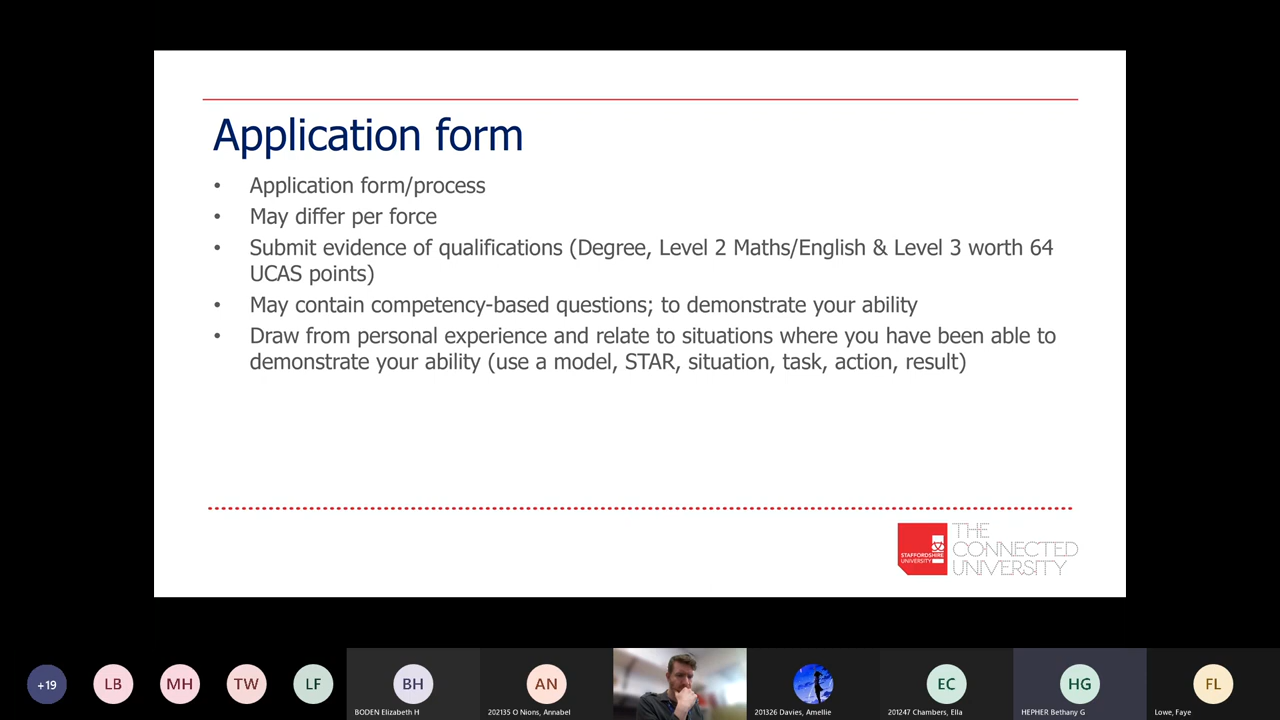 Application form
• Application form/process
• May differ per force
• Submit evidence of qualifications (Degree, Level 2 Maths/English & Level 3 worth 64
UCAS points)
• May contain competency-based questions; to demonstrate your ability
• Draw from personal experience and relate to situations where you have been able to
demonstrate your ability (use a model, STAR, situation, task, action, result)
STAFFORDSHIRE
UNIVERSITY
THE
CONNECTED
UNIVERSITY
+19
LB
MH
TW
LF
BH
BODEN Elizabeth H
AN
202135 O Nions, Annabel
201326 Davies, Amellie
EC
201247 Chambers, Ella
HG
HEPHER Bethany G
FL
Lowe, Faye